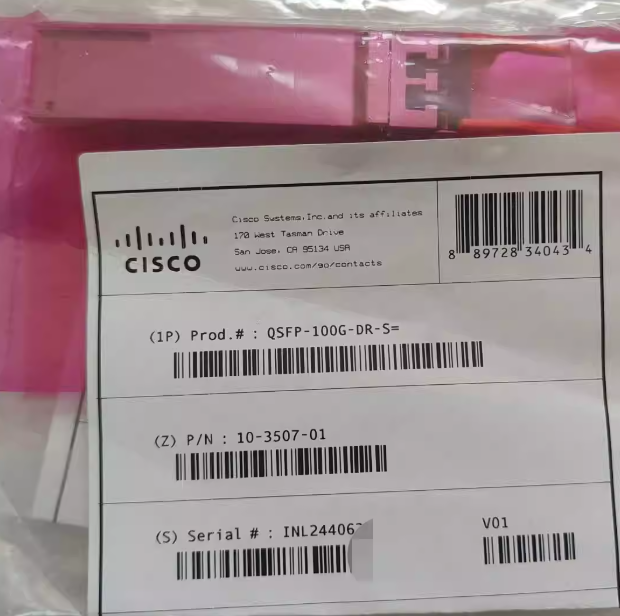 Cisco Systems, Inc. and its affiliates
170 West Tasman Drive
San Jose, CA 95134 USA
www.cisco.com/go/contacts
CISCO
8 89728 34043 4
(1P) Prod.# : QSFP-100G-DR-S=
(Z) P/N : 10-3507-01
(S) Serial # : INL24406
V01